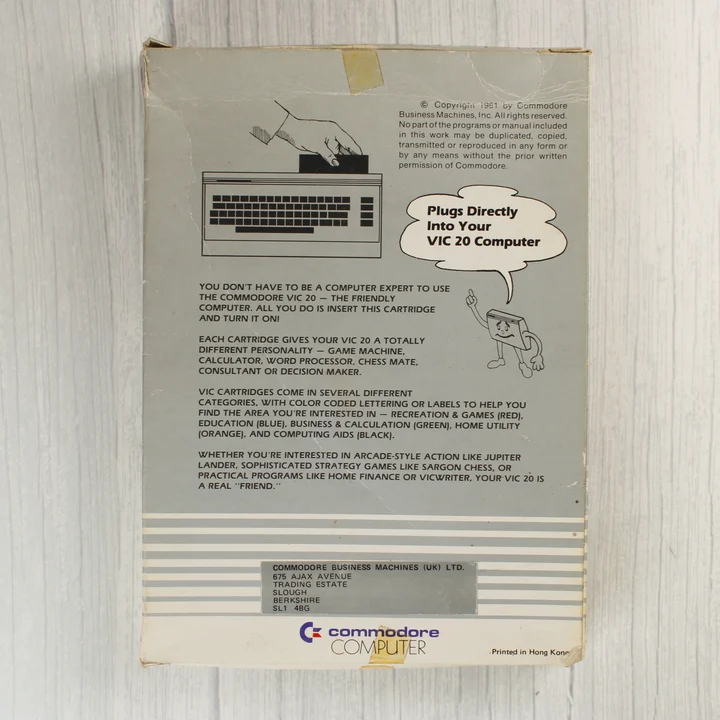 © Copyright 1981 by Commodore
Business Machines, Inc. All rights reserved.
No part of the programs or manual included
in this work may be duplicated, copied,
transmitted or reproduced in any form or
by any means without the prior written
permission of Commodore.
Plugs Directly
Into Your
VIC 20 Computer
YOU DON'T HAVE TO BE A COMPUTER EXPERT TO USE
THE COMMODORE VIC 20 — THE FRIENDLY
COMPUTER. ALL YOU DO IS INSERT THIS CARTRIDGE
AND TURN IT ON!
EACH CARTRIDGE GIVES YOUR VIC 20 A TOTALLY
DIFFERENT PERSONALITY — GAME MACHINE,
CALCULATOR, WORD PROCESSOR, CHESS MATE,
CONSULTANT OR DECISION MAKER.
VIC CARTRIDGES COME IN SEVERAL DIFFERENT
CATEGORIES, WITH COLOR CODED LETTERING OR LABELS TO HELP YOU
FIND THE AREA YOU'RE INTERESTED IN — RECREATION & GAMES (RED),
EDUCATION (BLUE), BUSINESS & CALCULATION (GREEN), HOME UTILITY
(ORANGE), AND COMPUTING AIDS (BLACK).
WHETHER YOU'RE INTERESTED IN ARCADE-STYLE ACTION LIKE JUPITER
LANDER, SOPHISTICATED STRATEGY GAMES LIKE SARGON CHESS, OR
PRACTICAL PROGRAMS LIKE HOME FINANCE OR VICWRITER, YOUR VIC 20 IS
A REAL "FRIEND."
COMMODORE BUSINESS MACHINES (UK) LTD.
675 AJAX AVENUE
TRADING ESTATE
SLOUGH
BERKSHIRE
SL1 4BG
commodore
COMPUTER
Printed in Hong Kong